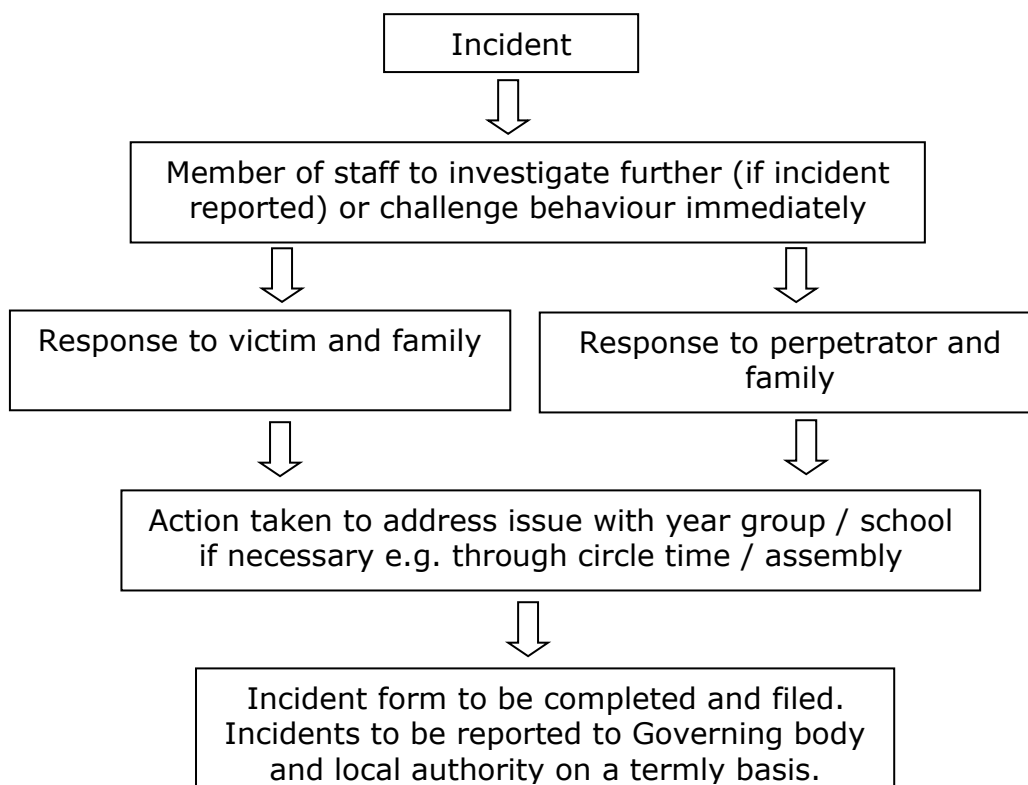 Incident
Member of staff to investigate further (if incident
reported) or challenge behaviour immediately
Response to victim and family
Response to perpetrator and
family
Action taken to address issue with year group / school
if necessary e.g. through circle time / assembly
Incident form to be completed and filed.
Incidents to be reported to Governing body
and local authority on a termly basis.